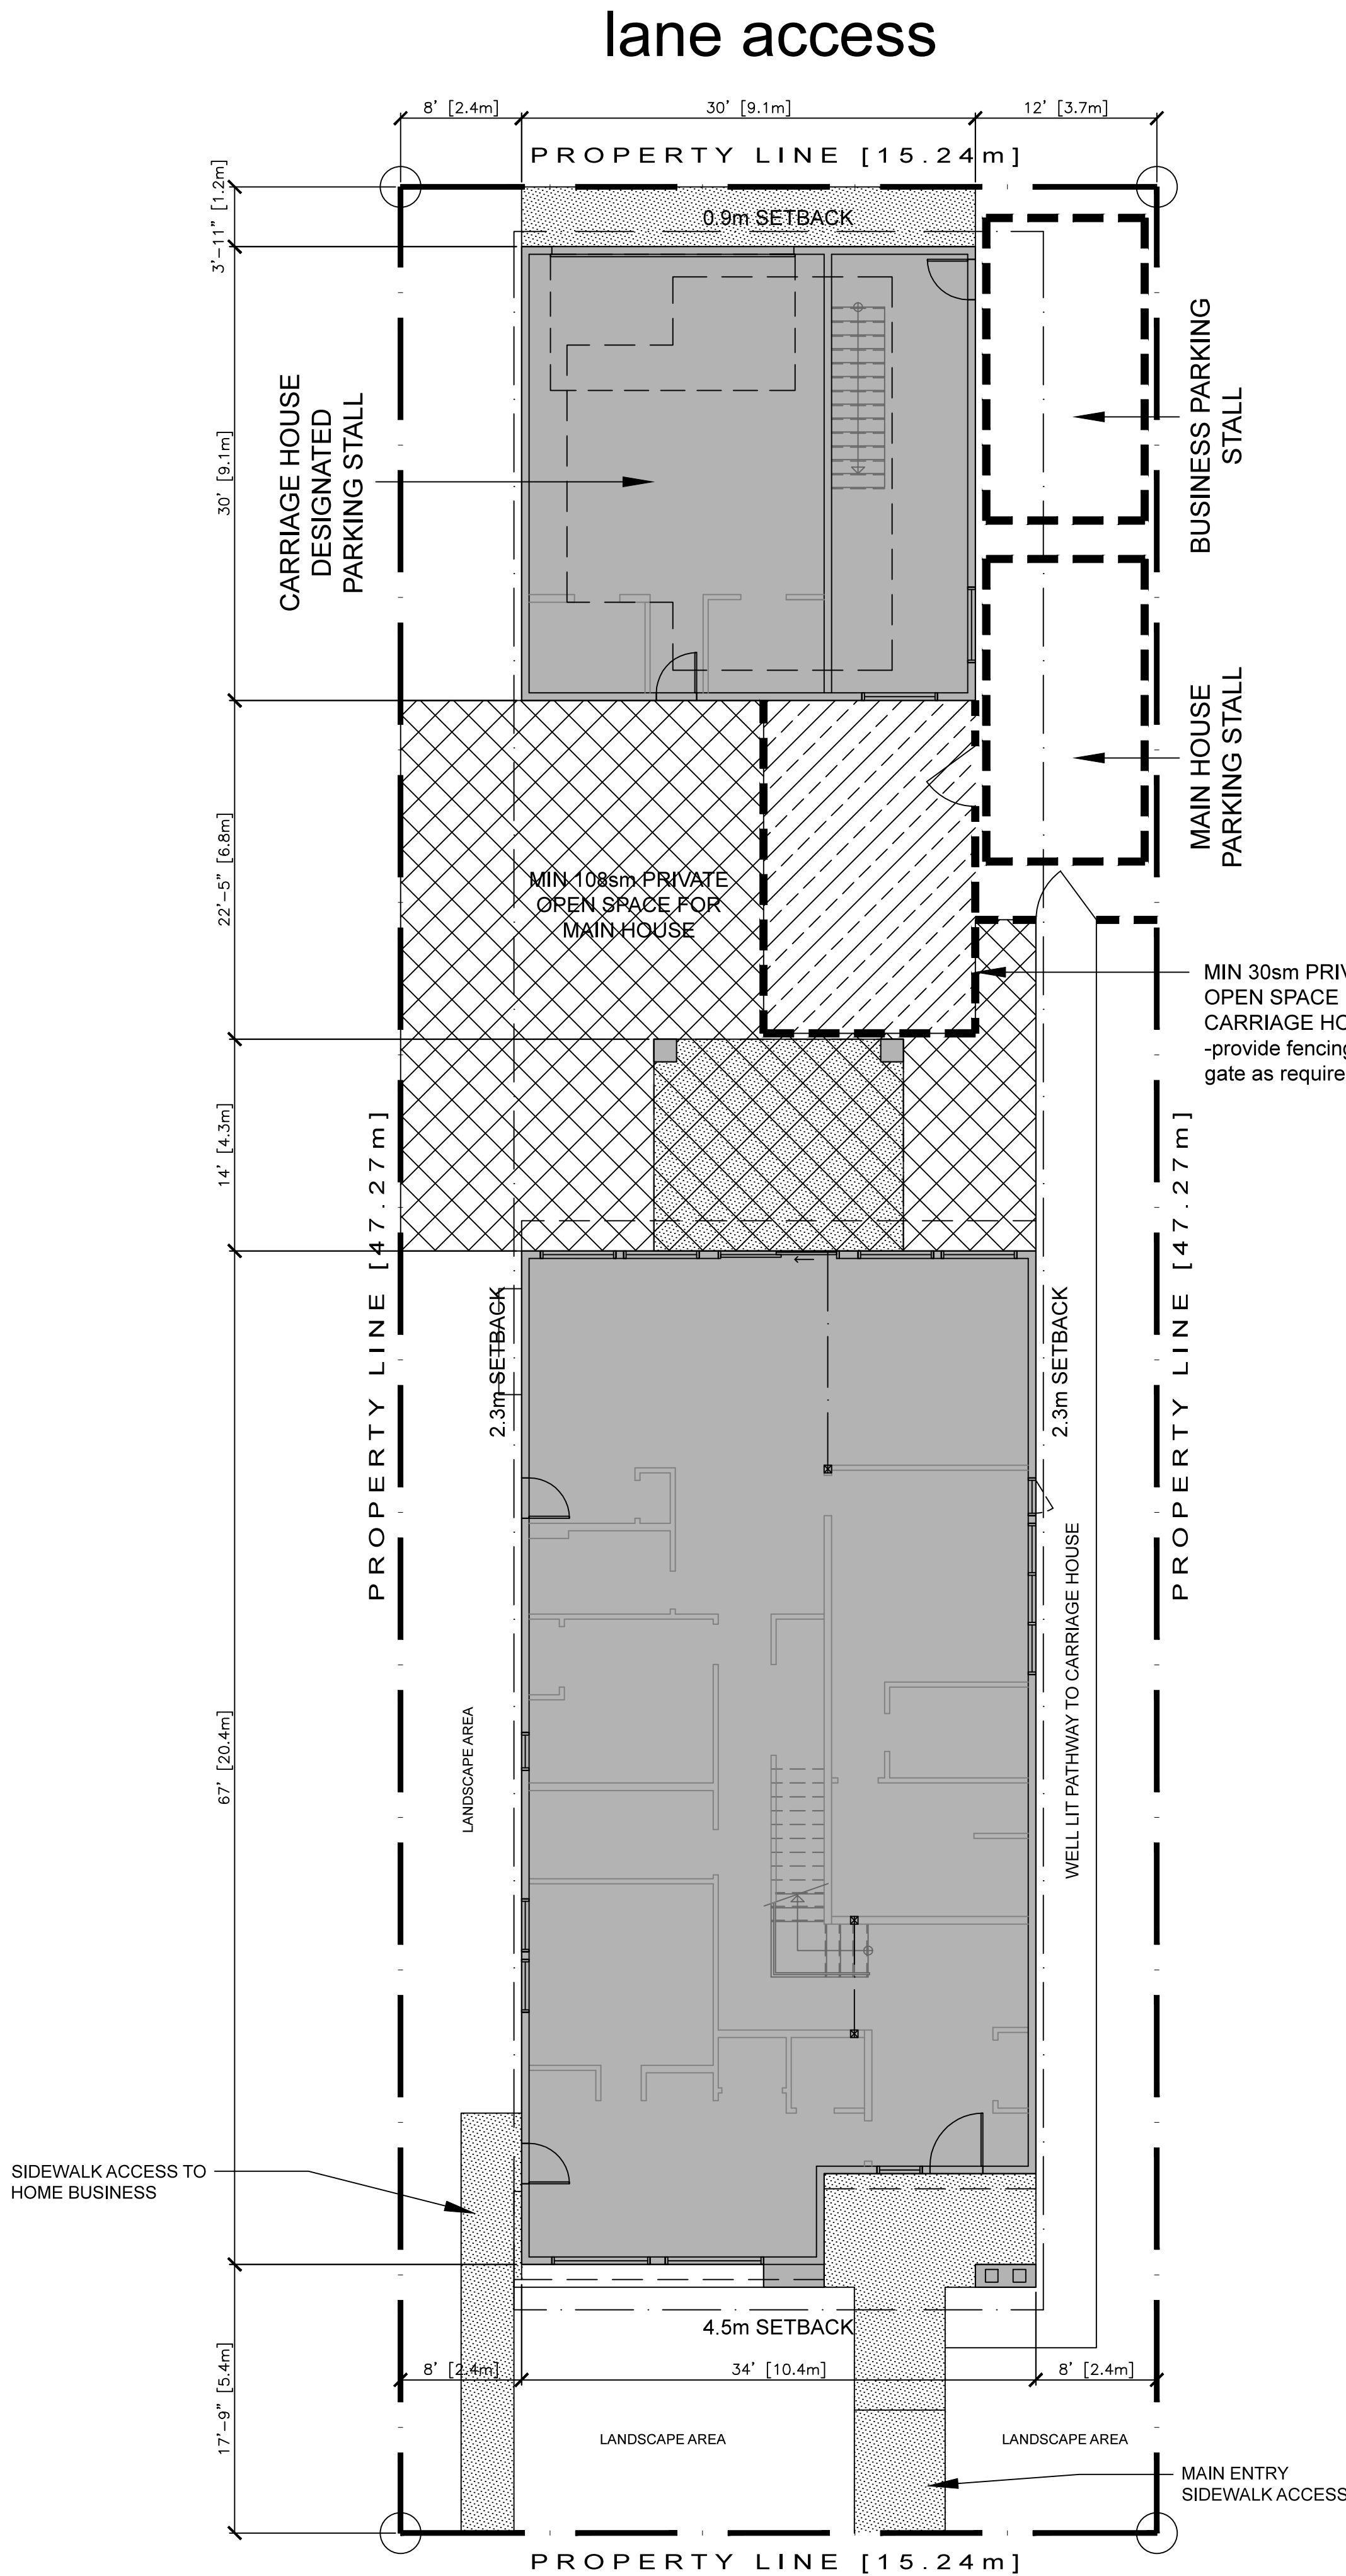 lane access
8' [2.4m]
30' [9.1m]
12' [3.7m]
PROPERTY LINE [15.24m]
3'-11" [1.2m]
0.9m SETBACK
CARRIAGE HOUSE
DESIGNATED
PARKING STALL
BUSINESS PARKING
STALL
30' [9.1m]
MAIN HOUSE
PARKING STALL
22'-5" [6.8m]
MIN 108sm PRIVATE
OPEN SPACE FOR
MAIN HOUSE
MIN 30sm
OPEN SPACE
CARRIAGE
-provide
gate as
14' [4.3m]
PROPERTY LINE [47.27m]
PROPERTY LINE [47.27m]
2.3m SETBACK
2.3m SETBACK
WELL LIT PATHWAY TO CARRIAGE HOUSE
LANDSCAPE AREA
67' [20.4m]
SIDEWALK ACCESS TO
HOME BUSINESS
4.5m SETBACK
17'-9" [5.4m]
8' [2.4m]
34' [10.4m]
8' [2.4m]
LANDSCAPE AREA
LANDSCAPE AREA
MAIN ENTRY
SIDEWALK ACCESS
PROPERTY LINE [15.24m]